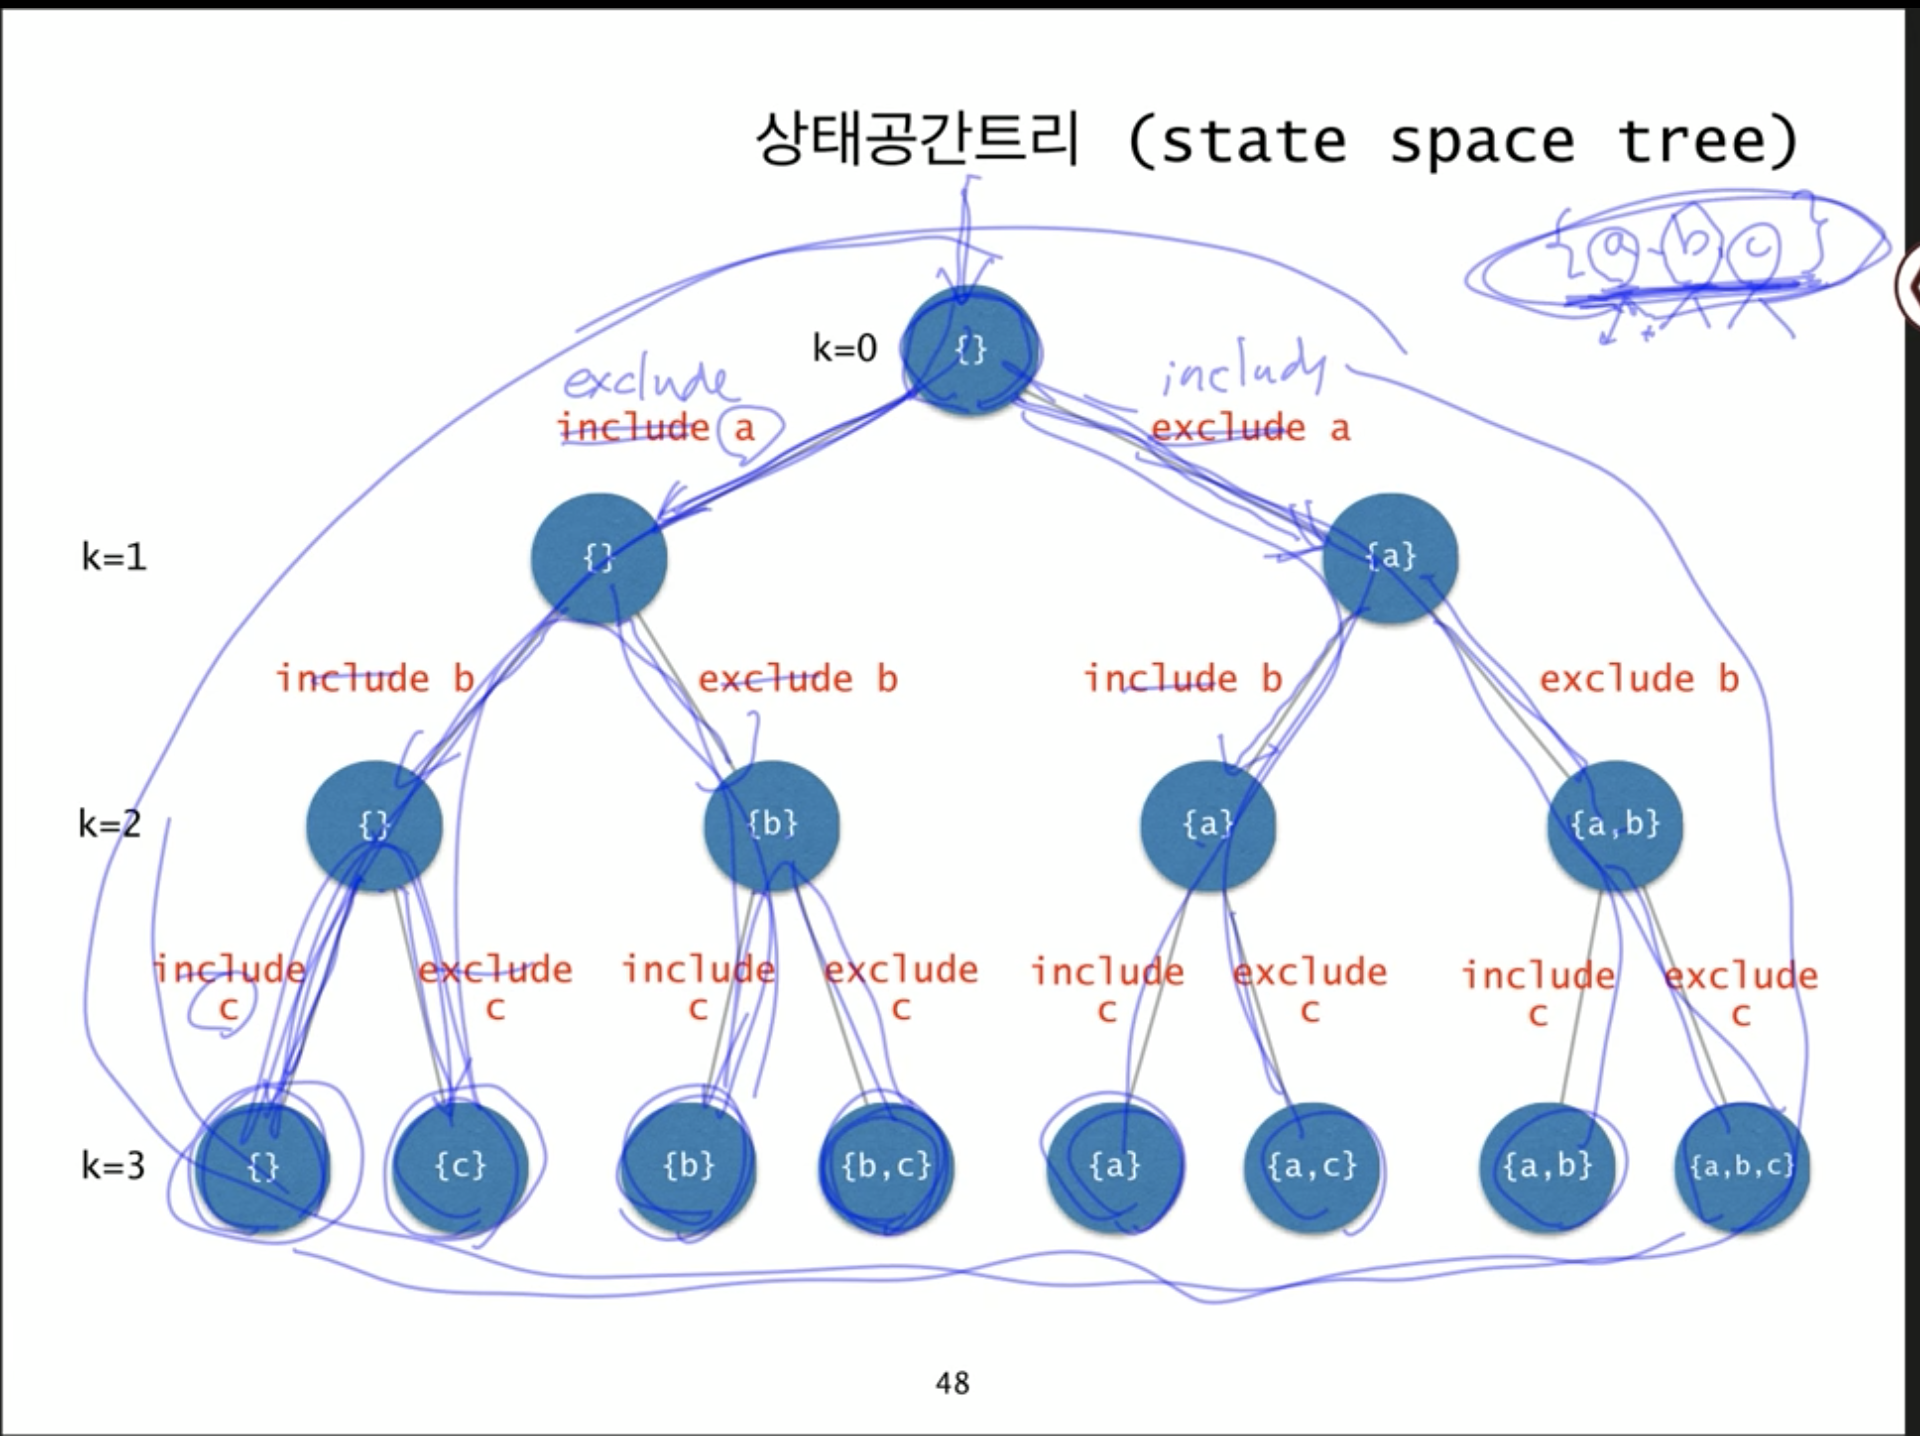 상태공간트리 (state space tree)
{a, b, c}
k=0 {}
exclude include
include a exclude a
k=1 {} {a}
include b exclude b include b exclude b
k=2 {} {b} {a} {a,b}
include exclude include exclude include exclude include exclude
c c c c c c c c
k=3 {} {c} {b} {b,c} {a} {a,c} {a,b} {a,b,c}
48